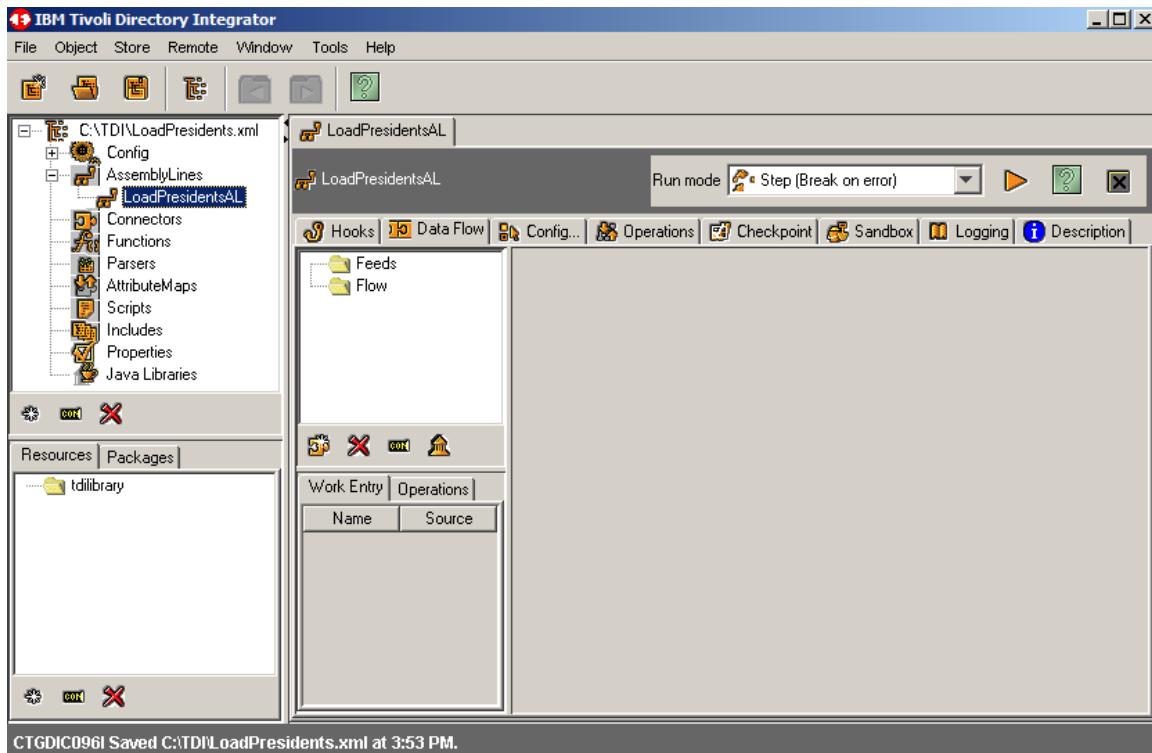 IBM Tivoli Directory Integrator
File Object Store Remote Window Tools Help
C:\TDI\LoadPresidents.xml
Config
AssemblyLines
LoadPresidentsAL
Connectors
Functions
Parsers
AttributeMaps
Scripts
Includes
Properties
Java Libraries
CON
Resources Packages
tdilibrary
CON
LoadPresidentsAL
LoadPresidentsAL Run mode Step (Break on error)
Hooks Data Flow Config... Operations Checkpoint Sandbox Logging Description
Feeds
Flow
CON
Work Entry Operations
Name Source
CTGDIC096I Saved C:\TDI\LoadPresidents.xml at 3:53 PM.